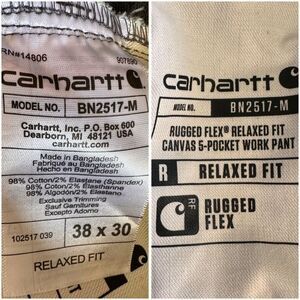 RN#14806
907890
carhartt
MODEL NO. BN2517-M
Carhartt, Inc. P.O. Box 600
Dearborn, MI 48121 USA
carhartt.com
Made in Bangladesh
Fabriqué au Bangladesh
Hecho en Bangladesh
98% Cotton/2% Elastane (Spandex)
98% Coton/2% Élasthanne
98% Algodon/2% Elastano
Exclusive Trimming
Sauf Garnitures
Excepto Adorno
102517 039
38 x 30
RELAXED FIT
carhartt
MODEL NO. BN2517-M
RUGGED FLEX® RELAXED FIT
CANVAS 5-POCKET WORK PANT
R RELAXED FIT
RF RUGGED
FLEX